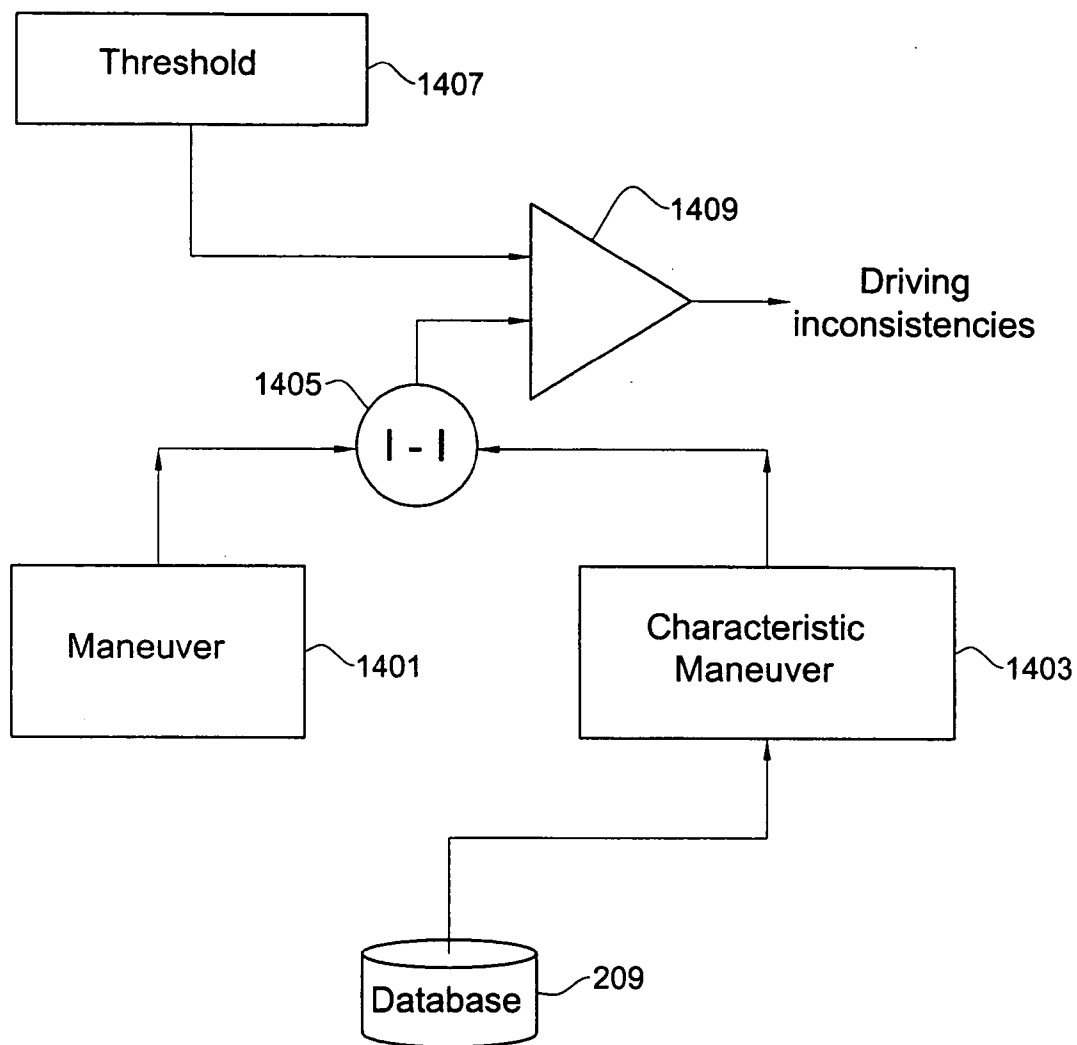 Threshold
1407
1409
Driving
inconsistencies
1405
I - I
Maneuver
1401
Characteristic
Maneuver
1403
Database
209